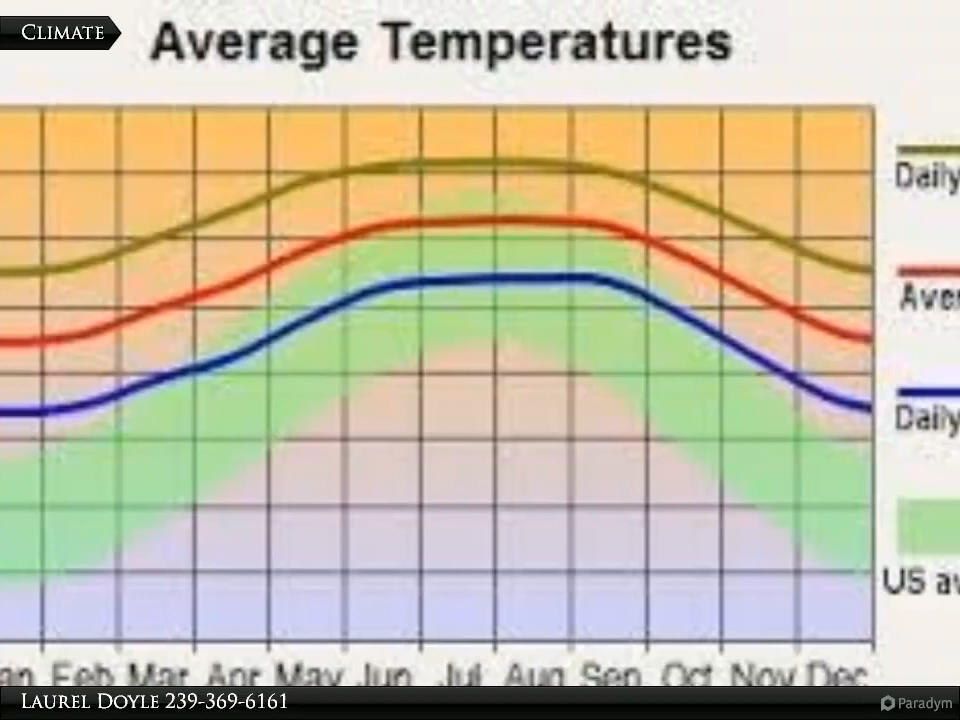 CLIMATE
Average Temperatures
Daily
Aver
Daily
US av
an Feb Mar Apr May Jun Jul Aug Sep Oct Nov Dec
LAUREL DOYLE 239-369-6161
Paradym